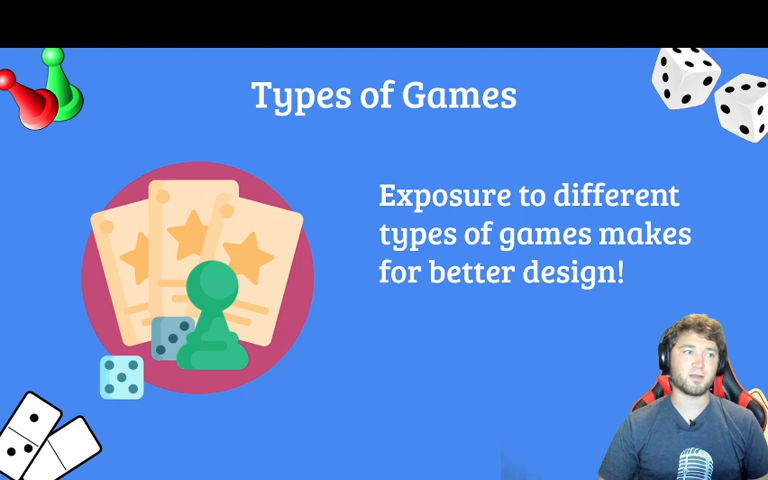 Types of Games
Exposure to different
types of games makes
for better design!